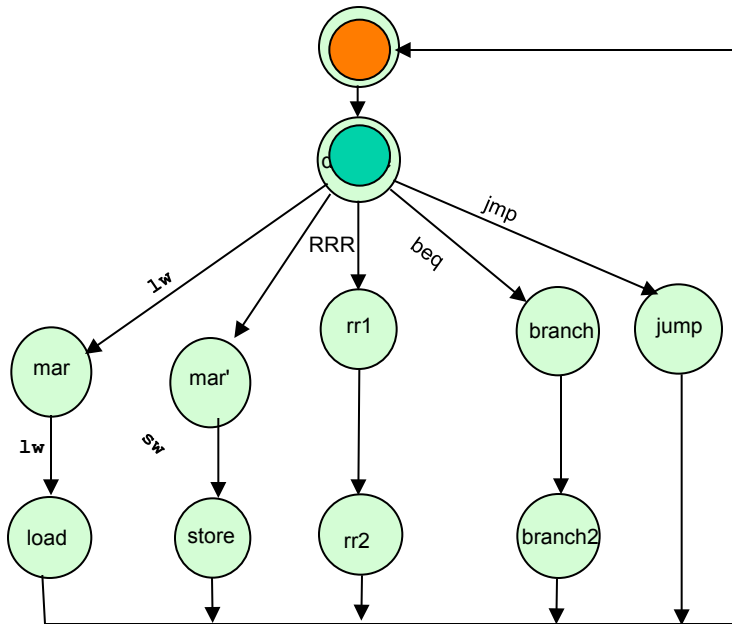 jmp
RRR
beq
lw
rr1
branch
jump
mar
mar'
lw
sw
load
store
rr2
branch2